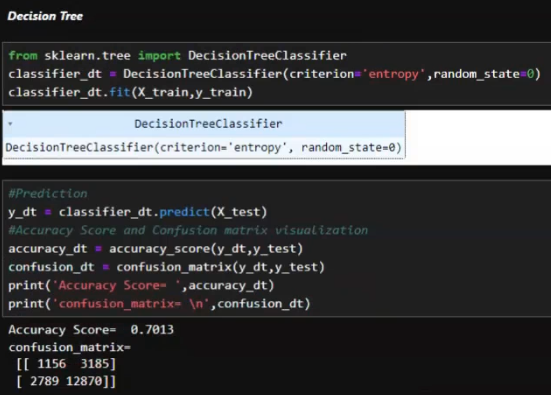 Decision Tree
from sklearn.tree import DecisionTreeClassifier
classifier_dt = DecisionTreeClassifier(criterion='entropy',random_state=0)
classifier_dt.fit(X_train,y_train)
DecisionTreeClassifier
DecisionTreeClassifier(criterion='entropy', random_state=0)
#Prediction
y_dt = classifier_dt.predict(X_test)
#Accuracy Score and Confusion matrix visualization
accuracy_dt = accuracy_score(y_dt,y_test)
confusion_dt = confusion_matrix(y_dt,y_test)
print('Accuracy Score= ',accuracy_dt)
print('confusion_matrix= \n',confusion_dt)
Accuracy Score=  0.7013
confusion_matrix=
[[ 1156  3185]
[ 2789 12870]]